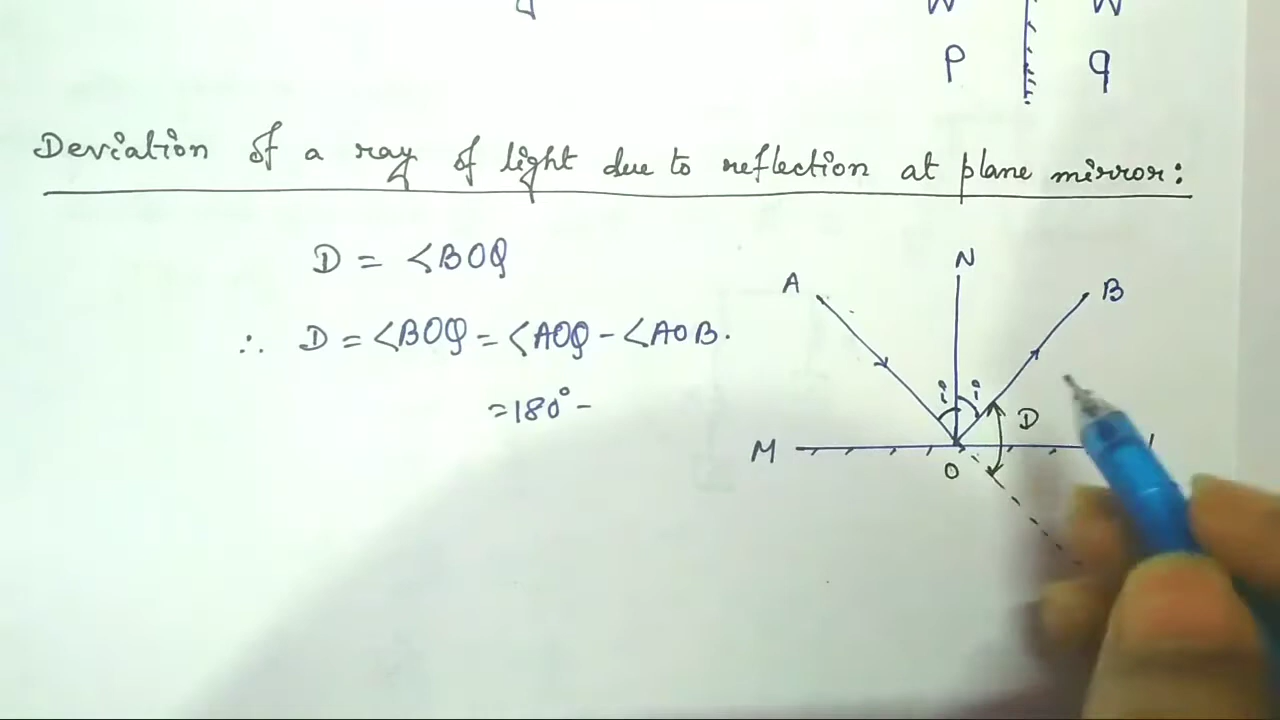 P q
Deviation of a ray of light due to reflection at plane mirror:
D = <BOQ
∴ D = <BOQ = <AOQ - <AOB.
=180° -
N
A B
i i
D
M
O